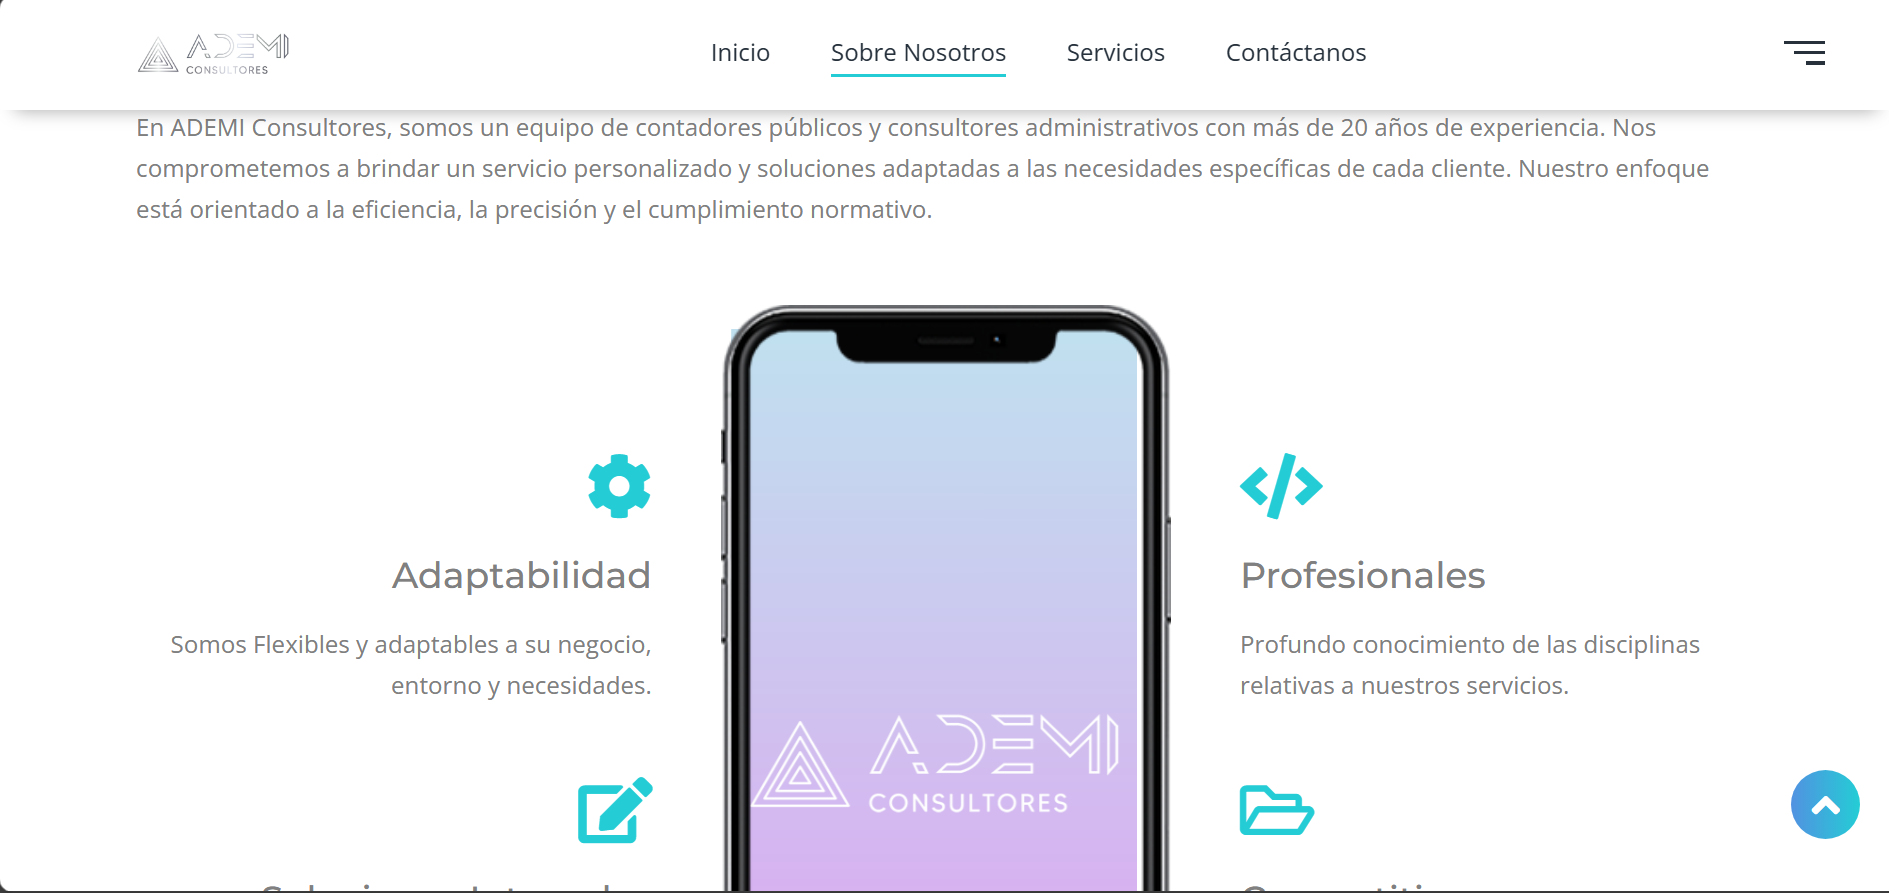 ADEMI
CONSULTORES
Inicio
Sobre Nosotros
Servicios
Contáctanos
En ADEMI Consultores, somos un equipo de contadores públicos y consultores administrativos con más de 20 años de experiencia. Nos
comprometemos a brindar un servicio personalizado y soluciones adaptadas a las necesidades específicas de cada cliente. Nuestro enfoque
está orientado a la eficiencia, la precisión y el cumplimiento normativo.
Adaptabilidad
Somos Flexibles y adaptables a su negocio,
entorno y necesidades.
ADEMI
CONSULTORES
Profesionales
Profundo conocimiento de las disciplinas
relativas a nuestros servicios.